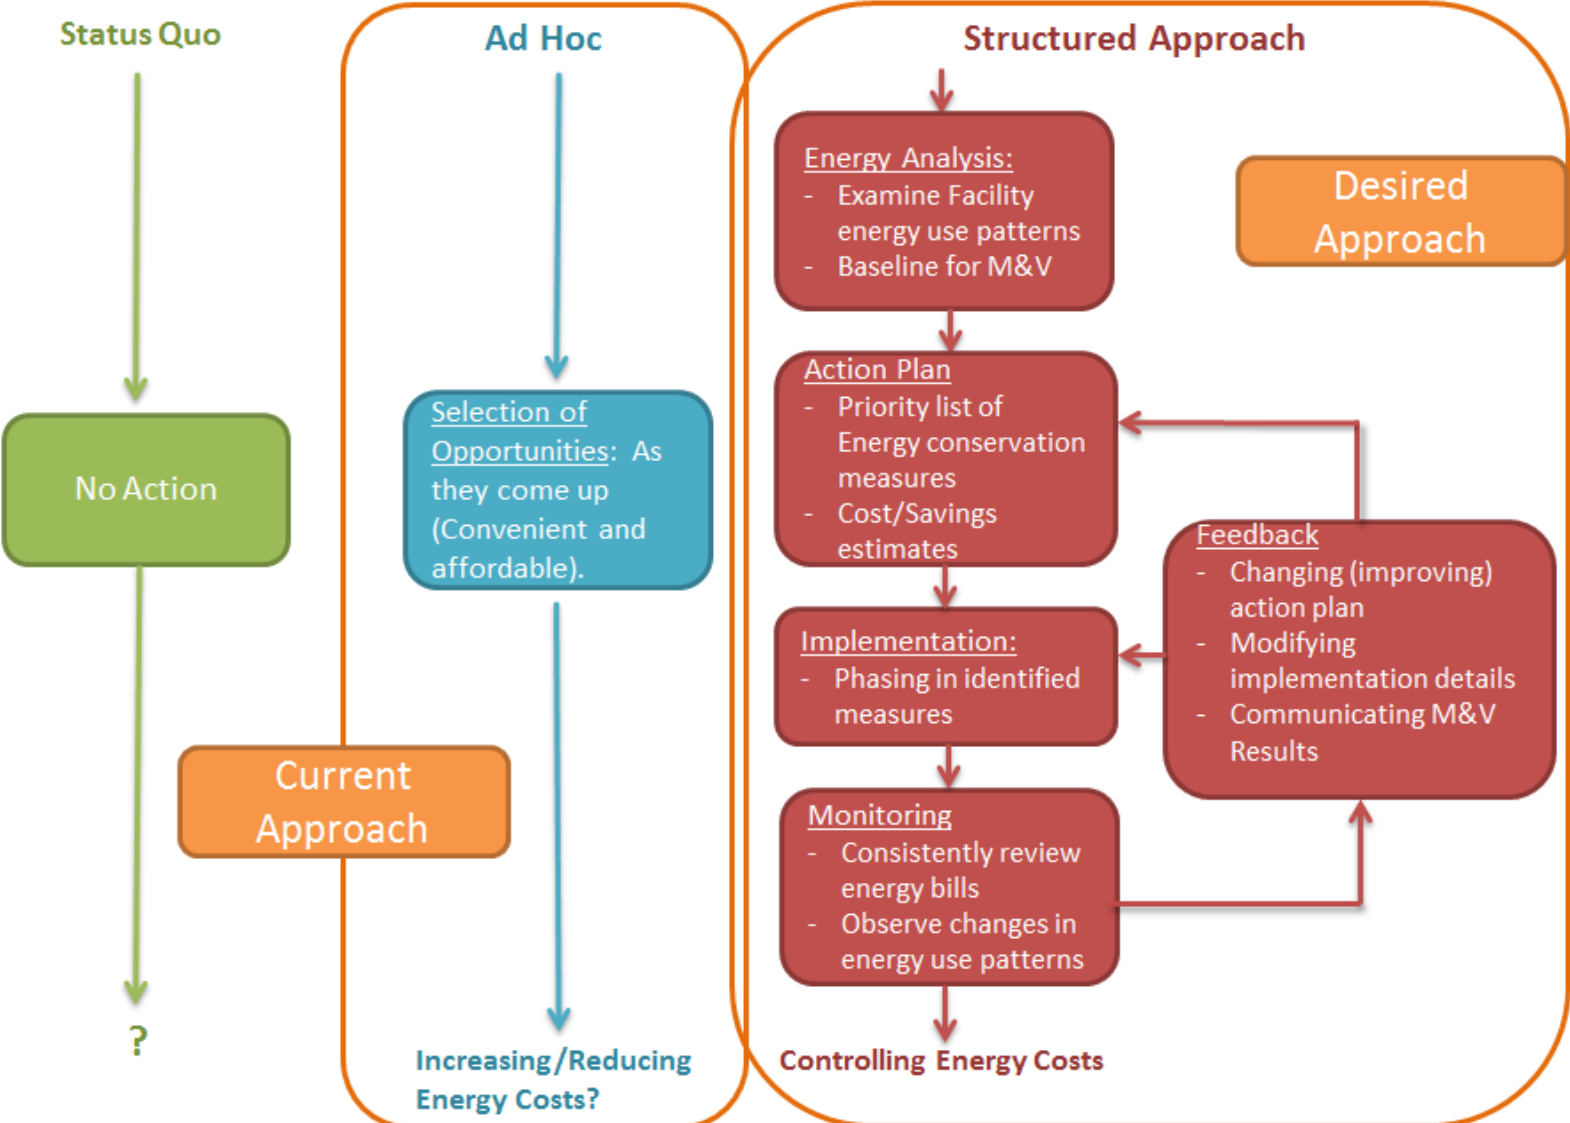 Status Quo
No Action
?
Current
Approach
Ad Hoc
Selection of
Opportunities: As
they come up
(Convenient and
affordable).
Increasing/Reducing
Energy Costs?
Structured Approach
Desired
Approach
Energy Analysis:
- Examine Facility
energy use patterns
- Baseline for M&V
Action Plan
- Priority list of
Energy conservation
measures
- Cost/Savings
estimates
Implementation:
- Phasing in identified
measures
Monitoring
- Consistently review
energy bills
- Observe changes in
energy use patterns
Feedback
- Changing (improving)
action plan
- Modifying
implementation details
- Communicating M&V
Results
Controlling Energy Costs